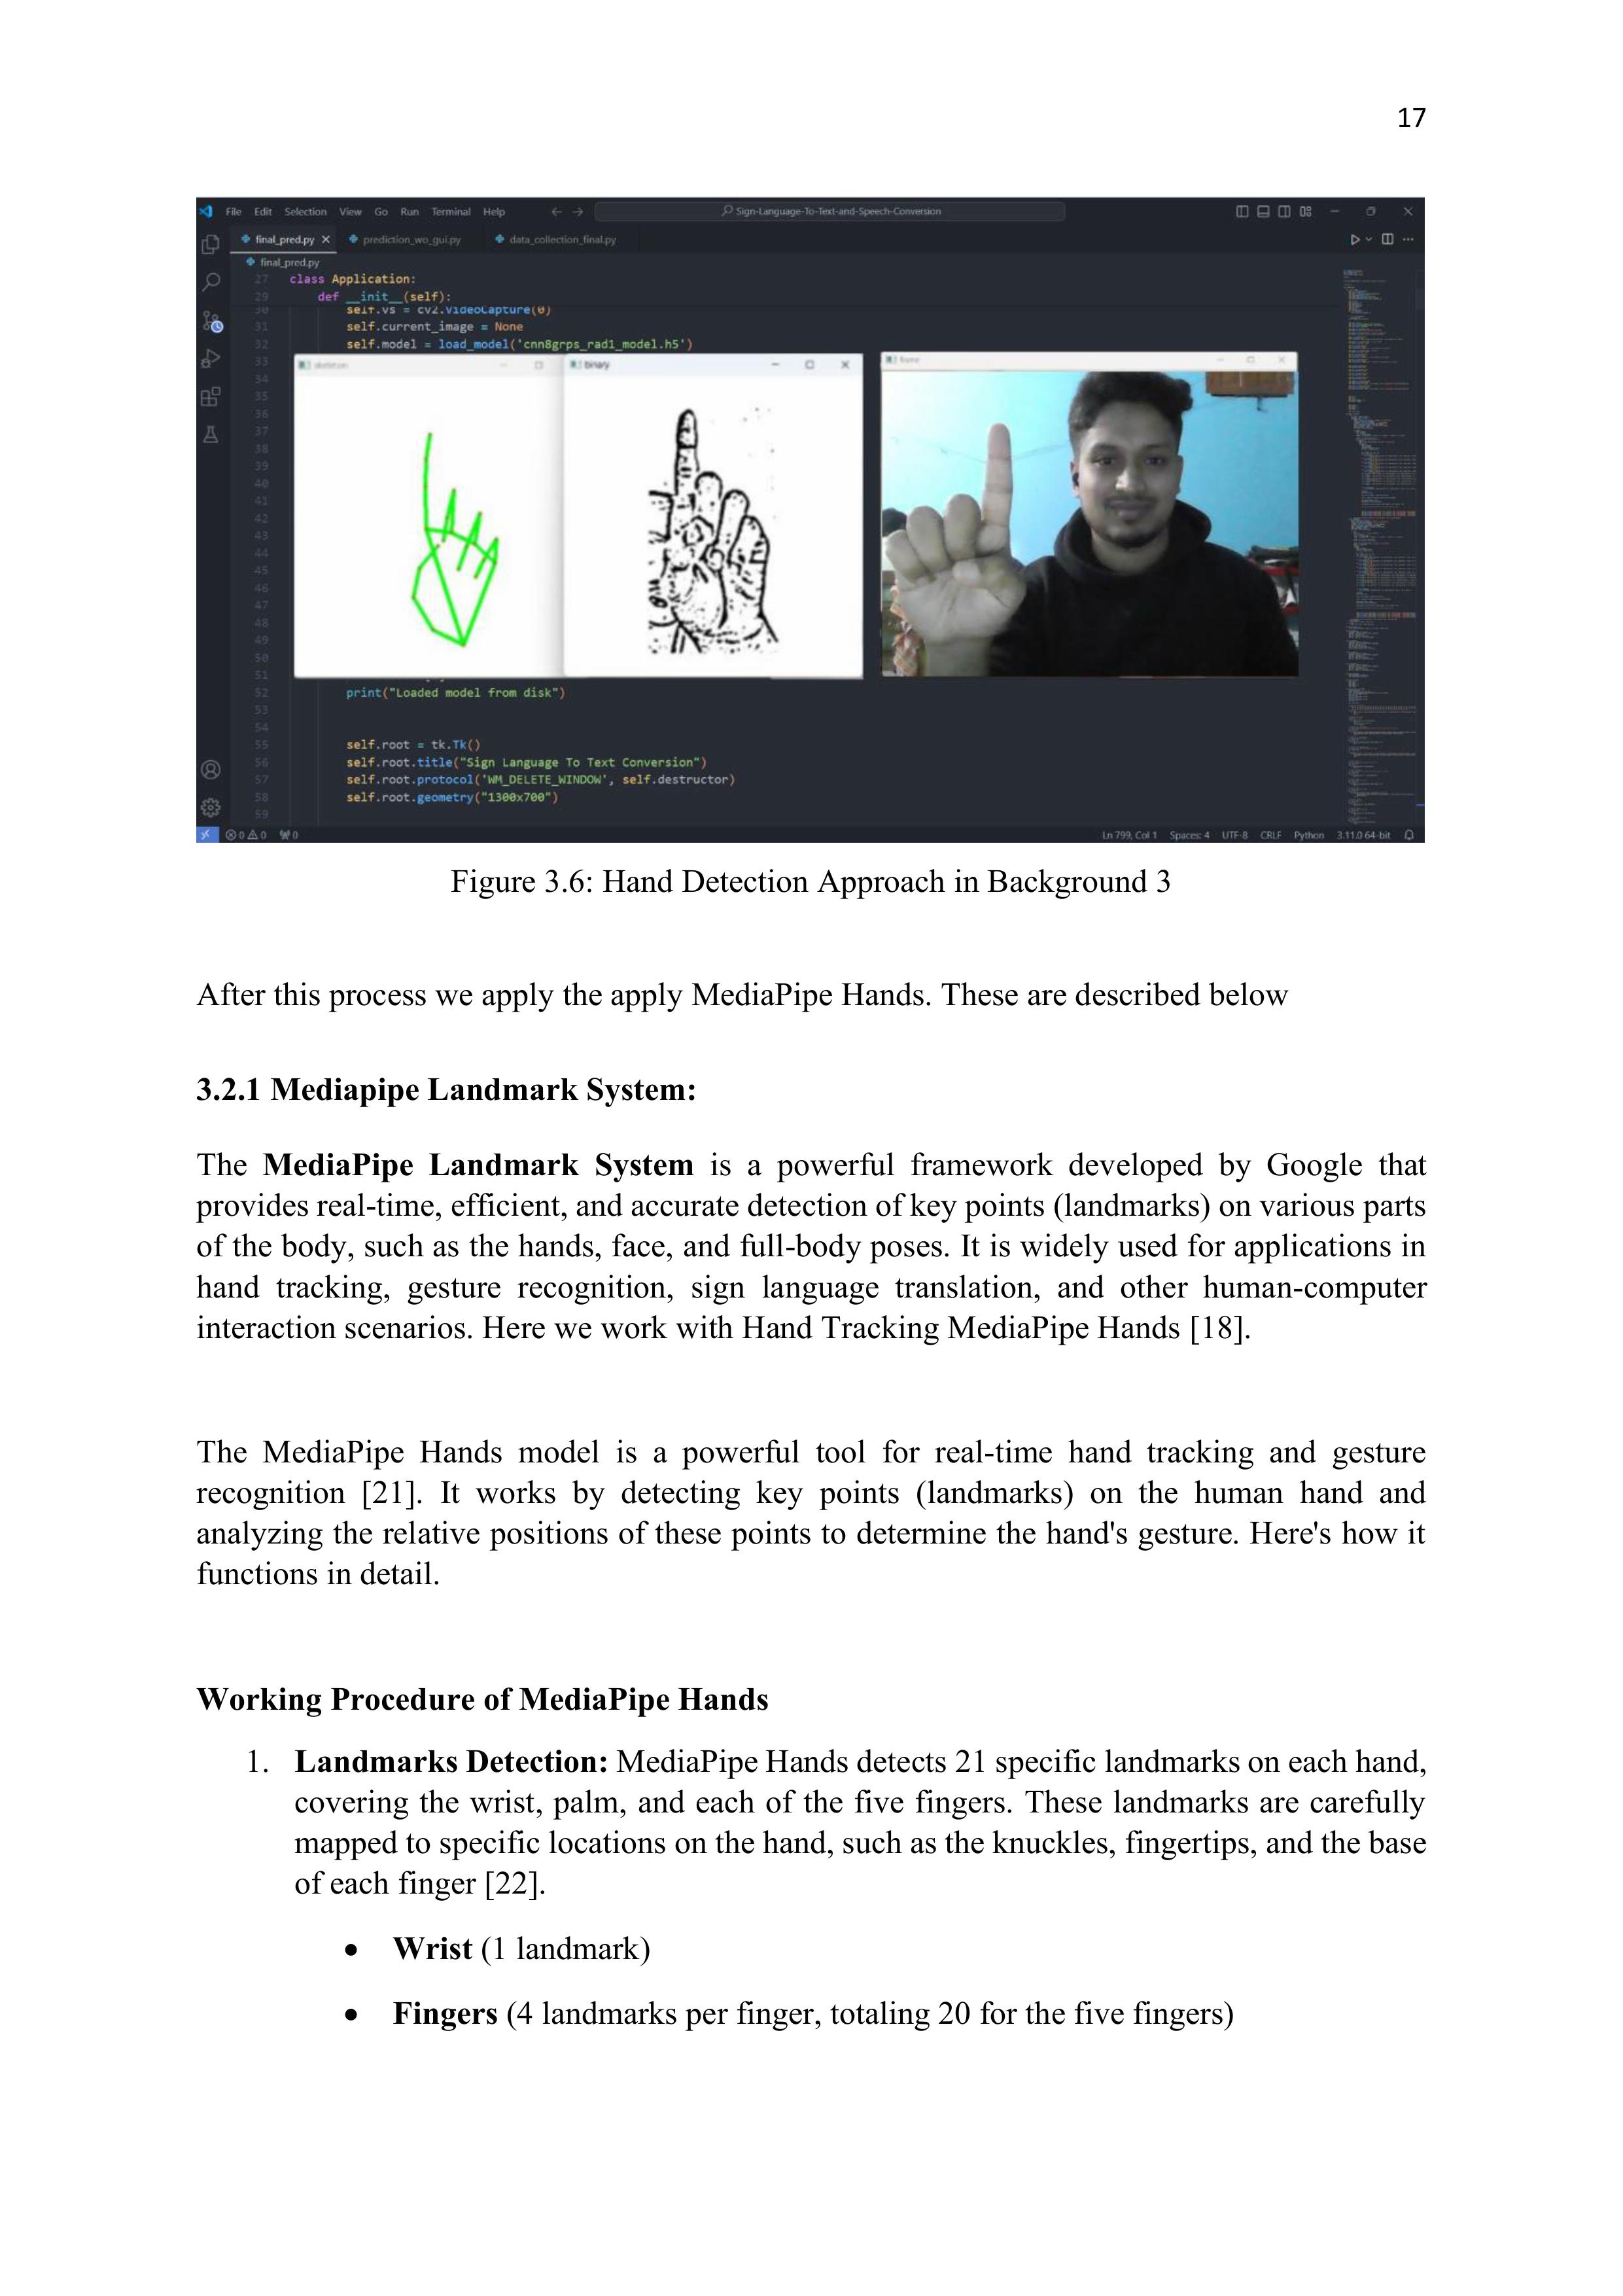 17
File Edit Selection View Go Run Terminal Help
Sign-Language-To-Text-and-Speech-Conversion
final_pred.py prediction_wo_gui.py data_collection_final.py
final_pred.py
27 class Application:
29 def __init__(self):
30 self.vs = cv2.VideoCapture(0)
31 self.current_image = None
32 self.model = load_model('cnn8grps_rad1_model.h5')
33
skeleton
binary
frame
34
35
36
37
38
39
40
41
42
43
44
45
46
47
48
49
50
51
52 print("Loaded model from disk")
53
54
55 self.root = tk.Tk()
56 self.root.title("Sign Language To Text Conversion")
57 self.root.protocol('WM_DELETE_WINDOW', self.destructor)
58 self.root.geometry("1300x700")
59
0 0 0 Ln 799, Col 1 Spaces: 4 UTF-8 CRLF Python 3.11.0 64-bit
Figure 3.6: Hand Detection Approach in Background 3
After this process we apply the apply MediaPipe Hands. These are described below
3.2.1 Mediapipe Landmark System:
The MediaPipe Landmark System is a powerful framework developed by Google that
provides real-time, efficient, and accurate detection of key points (landmarks) on various parts
of the body, such as the hands, face, and full-body poses. It is widely used for applications in
hand tracking, gesture recognition, sign language translation, and other human-computer
interaction scenarios. Here we work with Hand Tracking MediaPipe Hands [18].
The MediaPipe Hands model is a powerful tool for real-time hand tracking and gesture
recognition [21]. It works by detecting key points (landmarks) on the human hand and
analyzing the relative positions of these points to determine the hand's gesture. Here's how it
functions in detail.
Working Procedure of MediaPipe Hands
1. Landmarks Detection: MediaPipe Hands detects 21 specific landmarks on each hand,
covering the wrist, palm, and each of the five fingers. These landmarks are carefully
mapped to specific locations on the hand, such as the knuckles, fingertips, and the base
of each finger [22].
• Wrist (1 landmark)
• Fingers (4 landmarks per finger, totaling 20 for the five fingers)